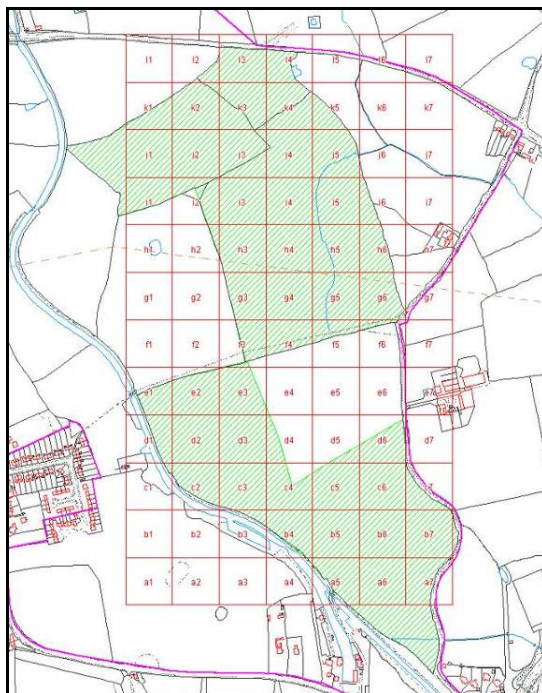 l1 l2 l3 l4 l5 l6 l7
k1 k2 k3 k4 k5 k6 k7
j1 j2 j3 j4 j5 j6 j7
i1 i2 i3 i4 i5 i6 i7
h1 h2 h3 h4 h5 h6 h7
g1 g2 g3 g4 g5 g6 g7
f1 f2 f3 f4 f5 f6 f7
e1 e2 e3 e4 e5 e6 e7
d1 d2 d3 d4 d5 d6 d7
c1 c2 c3 c4 c5 c6 c7
b1 b2 b3 b4 b5 b6 b7
a1 a2 a3 a4 a5 a6 a7